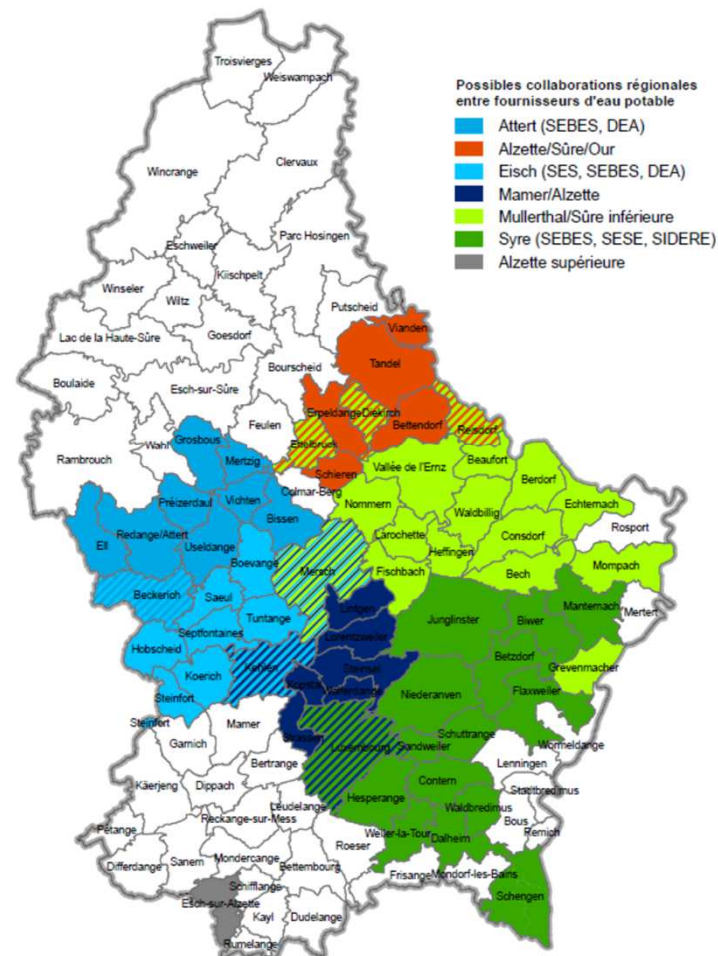 Troisvierges
Weiswampach
Possibles collaborations régionales
entre fournisseurs d'eau potable
Attert (SEBES, DEA)
Alzette/Sûre/Our
Eisch (SES, SEBES, DEA)
Mamer/Alzette
Mullerthal/Sûre inférieure
Syre (SEBES, SESE, SIDERE)
Alzette supérieure
Clervaux
Wincrange
Parc Hosingen
Eschweiler
Kiischpelt
Winseler
Wiltz
Putscheid
Goesdorf
Vianden
Lac de la Haute-Sûre
Tandel
Bourscheid
Boulaide
Esch-sur-Sûre
Erpeldange
Diekirch
Bettendorf
Feulen
Reisdorf
Grosbous
Wahl
Ettelbruck
Rambrouch
Mertzig
Schieren
Vallée de l'Ernz
Beaufort
Berdorf
Colmar-Berg
Préizerdaul
Vichten
Nommern
Echternach
Bissen
Waldbillig
Rosport
Ell
Redange/Attert
Useldange
Larochette
Consdorf
Boevange
Heffingen
Mersch
Fischbach
Bech
Mompach
Beckerich
Saeul
Lintgen
Manternach
Tuntange
Junglinster
Biwer
Mertert
Septfontaines
Lorentzweiler
Hobscheid
Betzdorf
Grevenmacher
Kehlen
Steinsel
Koerich
Kopstal
Walferdange
Niederanven
Flaxweiler
Steinfort
Steinfort
Mamer
Strassen
Schuttrange
Luxembourg
Sandweiler
Wormeldange
Garnich
Bertrange
Lenningen
Contern
Käerjeng
Dippach
Hesperange
Stadtbredimus
Leudelange
Waldbredimus
Reckange-sur-Mess
Bous
Pétange
Weiler-la-Tour
Dalheim
Remich
Roeser
Mondercange
Differdange
Sanem
Bettembourg
Mondorf-les-Bains
Frisange
Schifflange
Schengen
Esch-sur-Alzette
Kayl
Dudelange
Rumelange